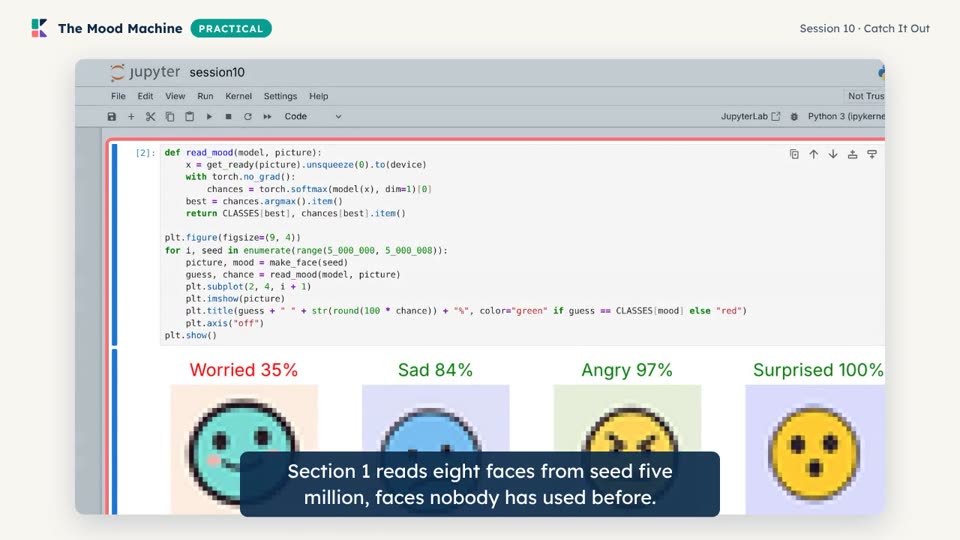 The Mood Machine PRACTICAL
Session 10 · Catch It Out
jupyter session10
File Edit View Run Kernel Settings Help
Not Trus
Code
JupyterLab
Python 3 (ipykerne
[2]:
def read_mood(model, picture):
    x = get_ready(picture).unsqueeze(0).to(device)
    with torch.no_grad():
        chances = torch.softmax(model(x), dim=1)[0]
    best = chances.argmax().item()
    return CLASSES[best], chances[best].item()
plt.figure(figsize=(9, 4))
for i, seed in enumerate(range(5_000_000, 5_000_008)):
    picture, mood = make_face(seed)
    guess, chance = read_mood(model, picture)
    plt.subplot(2, 4, i + 1)
    plt.imshow(picture)
    plt.title(guess + " " + str(round(100 * chance)) + "%", color="green" if guess == CLASSES[mood] else "red")
    plt.axis("off")
plt.show()
Worried 35%
Sad 84%
Angry 97%
Surprised 100%
Section 1 reads eight faces from seed five
million, faces nobody has used before.